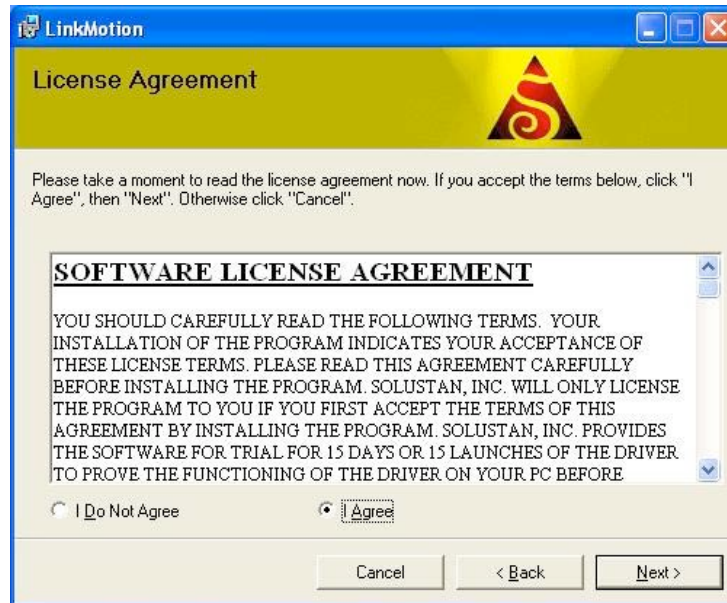 LinkMotion
License Agreement
Please take a moment to read the license agreement now. If you accept the terms below, click "I
Agree", then "Next". Otherwise click "Cancel".
SOFTWARE LICENSE AGREEMENT
YOU SHOULD CAREFULLY READ THE FOLLOWING TERMS. YOUR
INSTALLATION OF THE PROGRAM INDICATES YOUR ACCEPTANCE OF
THESE LICENSE TERMS. PLEASE READ THIS AGREEMENT CAREFULLY
BEFORE INSTALLING THE PROGRAM. SOLUSTAN, INC. WILL ONLY LICENSE
THE PROGRAM TO YOU IF YOU FIRST ACCEPT THE TERMS OF THIS
AGREEMENT BY INSTALLING THE PROGRAM. SOLUSTAN, INC. PROVIDES
THE SOFTWARE FOR TRIAL FOR 15 DAYS OR 15 LAUNCHES OF THE DRIVER
TO PROVE THE FUNCTIONING OF THE DRIVER ON YOUR PC BEFORE
I Do Not Agree I Agree
Cancel < Back Next >